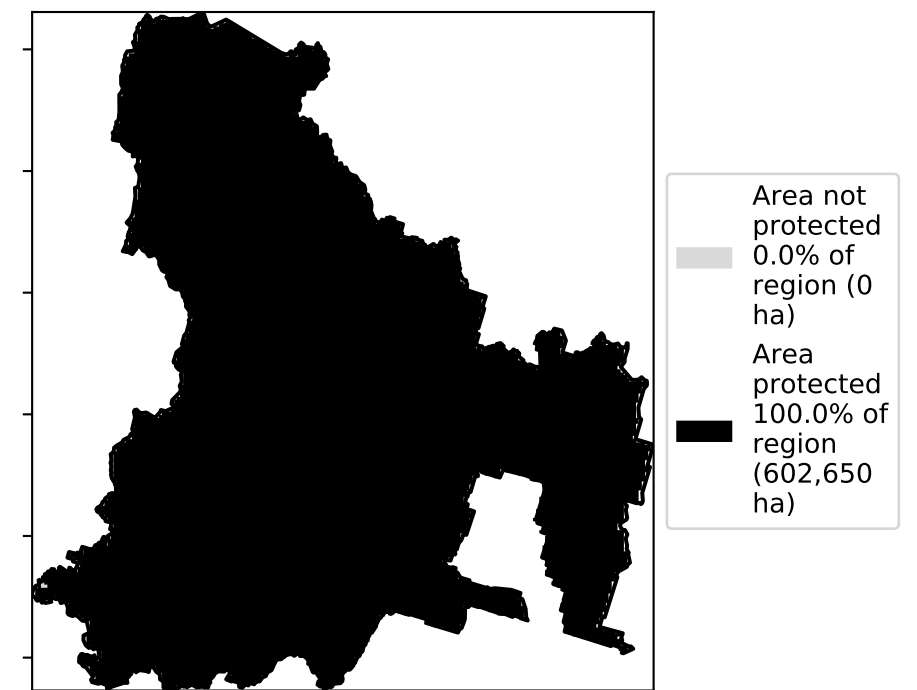 Area not
protected
0.0% of
region (0
ha)
Area
protected
100.0% of
region
(602,650
ha)